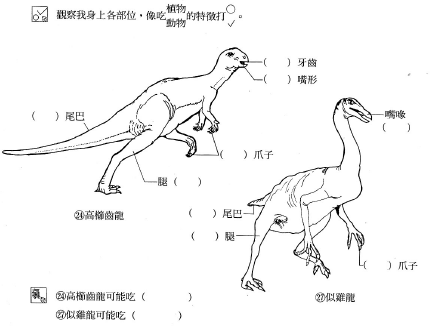 觀察我身上各部位，像吃植物的特徵打○
動物 ✓。
（ ）牙齒
（ ）嘴形
（ ）尾巴
（ ）爪子
腿（ ）
㉔高櫛齒龍
嘴喙
（ ）
（ ）尾巴
（ ）腿
（ ）爪子
㉗似雞龍
㉔高櫛齒龍可能吃（ ）
㉗似雞龍可能吃（ ）